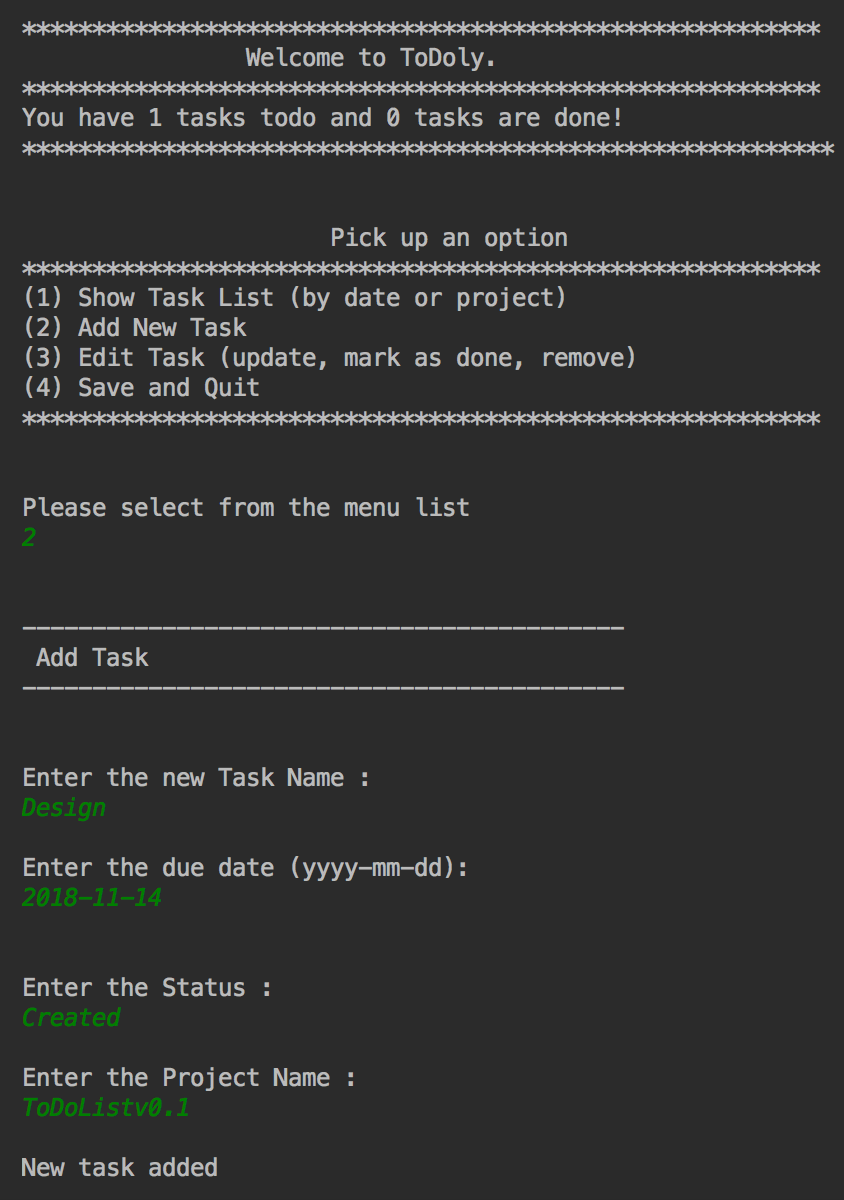 *********************************************************
Welcome to ToDoly.
*********************************************************
You have 1 tasks todo and 0 tasks are done!
**********************************************************
Pick up an option
*********************************************************
(1) Show Task List (by date or project)
(2) Add New Task
(3) Edit Task (update, mark as done, remove)
(4) Save and Quit
*********************************************************
Please select from the menu list
2
-------------------------------------------
Add Task
-------------------------------------------
Enter the new Task Name :
Design
Enter the due date (yyyy-mm-dd):
2018-11-14
Enter the Status :
Created
Enter the Project Name :
ToDoListv0.1
New task added